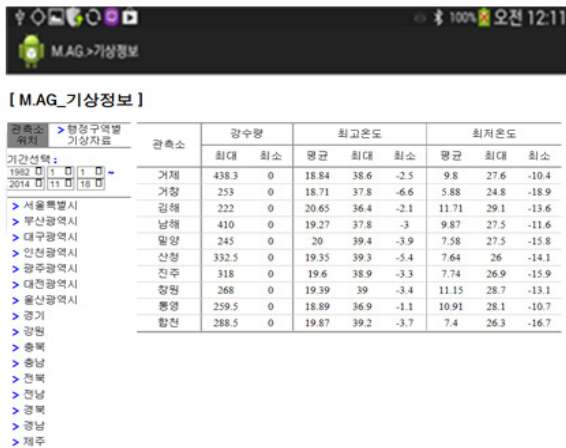 100% 오전 12:11
M.AG.>기상정보
[ M.AG_기상정보 ]
관측소 위치 > 행정구역별 기상자료
기간선택 :
1982 1 1 ~
2014 11 18
> 서울특별시
> 부산광역시
> 대구광역시
> 인천광역시
> 광주광역시
> 대전광역시
> 울산광역시
> 경기
> 강원
> 충북
> 충남
> 전북
> 전남
> 경북
> 경남
> 제주
관측소 강수량 최고온도 최저온도
최대 최소 평균 최대 최소 평균 최대 최소
거제 438.3 0 18.84 38.6 -2.5 9.8 27.6 -10.4
거창 253 0 18.71 37.8 -6.6 5.88 24.8 -18.9
김해 222 0 20.65 36.4 -2.1 11.71 29.1 -13.6
남해 410 0 19.27 37.8 -3 9.87 27.5 -11.6
밀양 245 0 20 39.4 -3.9 7.58 27.5 -15.8
산청 332.5 0 19.35 39.3 -5.4 7.64 26 -14.1
진주 318 0 19.6 38.9 -3.3 7.74 26.9 -15.9
창원 268 0 19.39 39 -3.4 11.15 28.7 -13.1
통영 259.5 0 18.89 36.9 -1.1 10.91 28.1 -10.7
합천 288.5 0 19.87 39.2 -3.7 7.4 26.3 -16.7